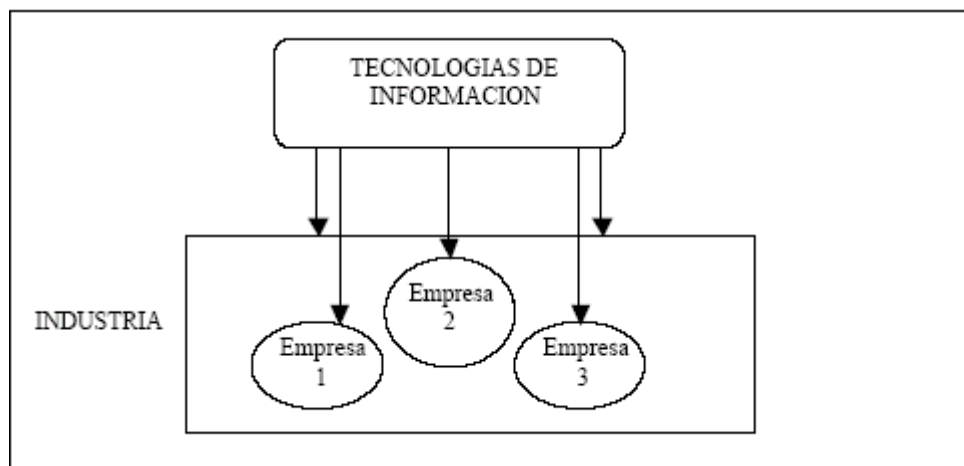 TECNOLOGIAS DE
INFORMACION
INDUSTRIA
Empresa
1
Empresa
2
Empresa
3